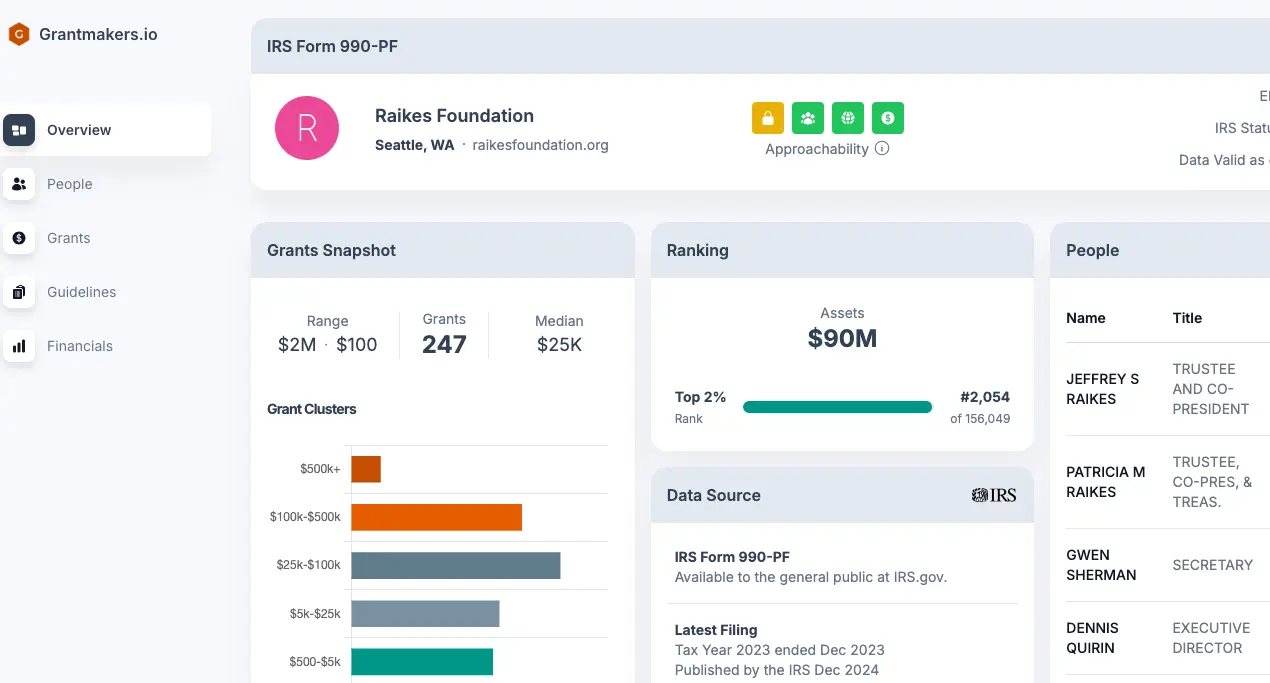 G Grantmakers.io
Overview
People
Grants
Guidelines
Financials
IRS Form 990-PF
R
Raikes Foundation
Seattle, WA · raikesfoundation.org
Approachability
IRS Statu
Data Valid as
Grants Snapshot
Range
$2M · $100
Grants
247
Median
$25K
Grant Clusters
$500k+
$100k-$500k
$25k-$100k
$5k-$25k
$500-$5k
Ranking
Assets
$90M
Top 2%
Rank
#2,054
of 156,049
Data Source
IRS
IRS Form 990-PF
Available to the general public at IRS.gov.
Latest Filing
Tax Year 2023 ended Dec 2023
Published by the IRS Dec 2024
People
Name Title
JEFFREY S
RAIKES
TRUSTEE
AND CO-
PRESIDENT
PATRICIA M
RAIKES
TRUSTEE,
CO-PRES, &
TREAS.
GWEN
SHERMAN
SECRETARY
DENNIS
QUIRIN
EXECUTIVE
DIRECTOR